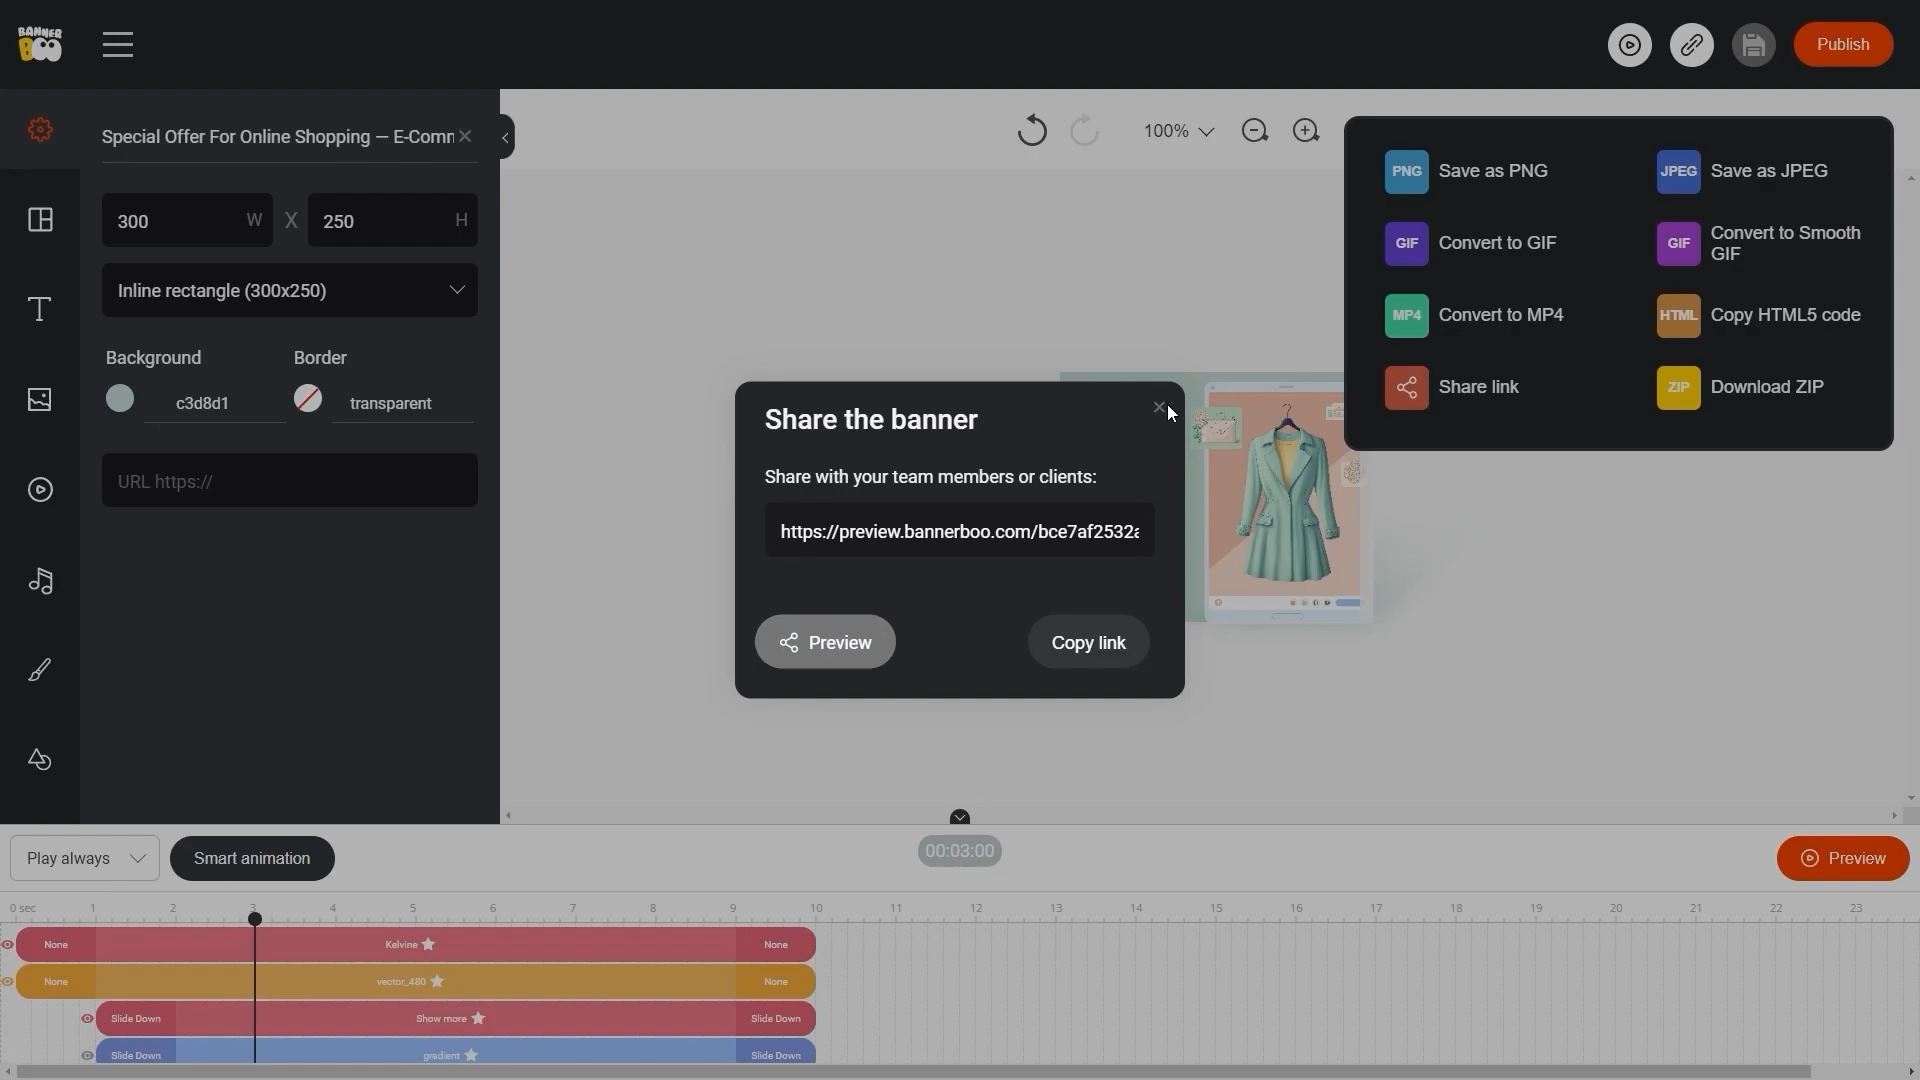 BANNER
BOO
Publish
Special Offer For Online Shopping — E-Comm
300 W X 250 H
Inline rectangle (300x250)
Background Border
c3d8d1 transparent
URL https://
100%
PNG Save as PNG
JPEG Save as JPEG
GIF Convert to GIF
GIF Convert to Smooth
GIF
MP4 Convert to MP4
HTML Copy HTML5 code
Share link
ZIP Download ZIP
Share the banner
Share with your team members or clients:
https://preview.bannerboo.com/bce7af2532a
Preview
Copy link
Play always
Smart animation
00:03:00
Preview
0 sec 1 2 3 4 5 6 7 8 9 10 11 12 13 14 15 16 17 18 19 20 21 22 23
None Kelvine None
None vector_480 None
Slide Down Show more Slide Down
Slide Down gradient Slide Down